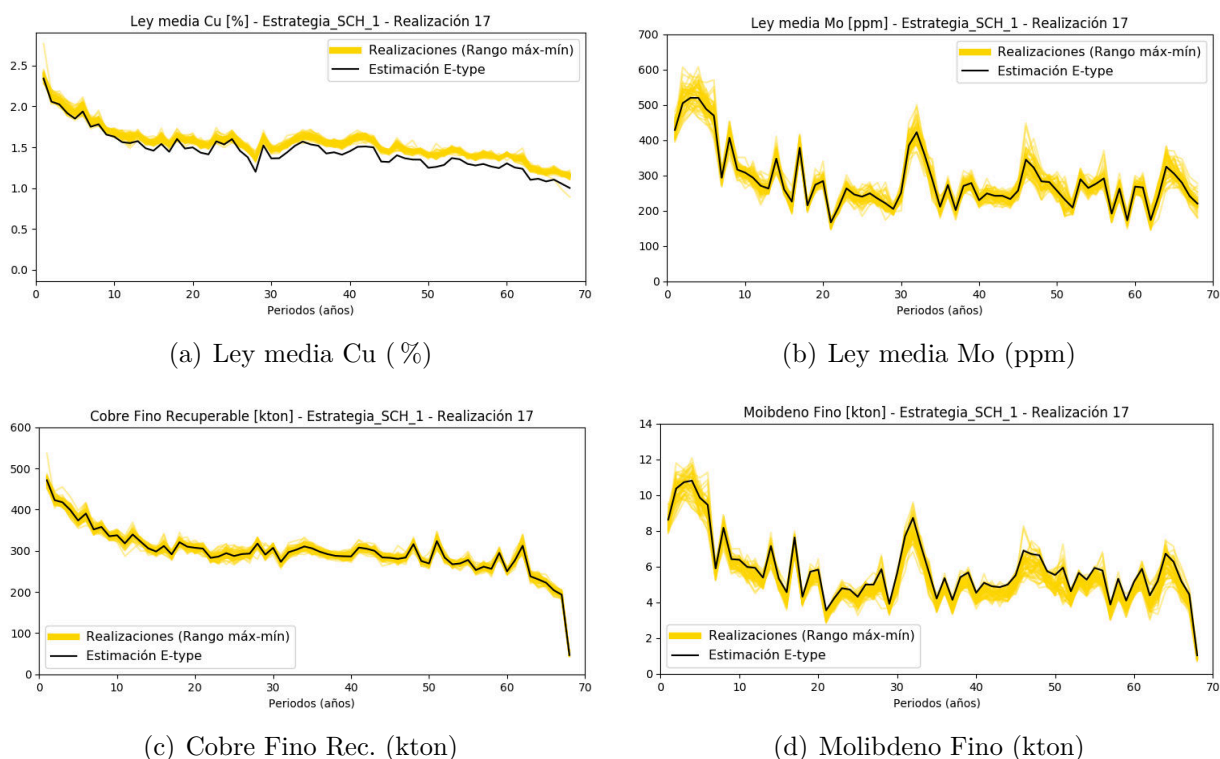 Ley media Cu [%] - Estrategia_SCH_1 - Realización 17
2.5
2.0
1.5
1.0
0.5
0.0
0 10 20 30 40 50 60 70
Periodos (años)
Realizaciones (Rango máx-mín)
Estimación E-type
(a) Ley media Cu (%)
Ley media Mo [ppm] - Estrategia_SCH_1 - Realización 17
700
600
500
400
300
200
100
0
0 10 20 30 40 50 60 70
Periodos (años)
Realizaciones (Rango máx-mín)
Estimación E-type
(b) Ley media Mo (ppm)
Cobre Fino Recuperable [kton] - Estrategia_SCH_1 - Realización 17
600
500
400
300
200
100
0
0 10 20 30 40 50 60 70
Periodos (años)
Realizaciones (Rango máx-mín)
Estimación E-type
(c) Cobre Fino Rec. (kton)
Moibdeno Fino [kton] - Estrategia_SCH_1 - Realización 17
14
12
10
8
6
4
2
0
0 10 20 30 40 50 60 70
Periodos (años)
Realizaciones (Rango máx-mín)
Estimación E-type
(d) Molibdeno Fino (kton)